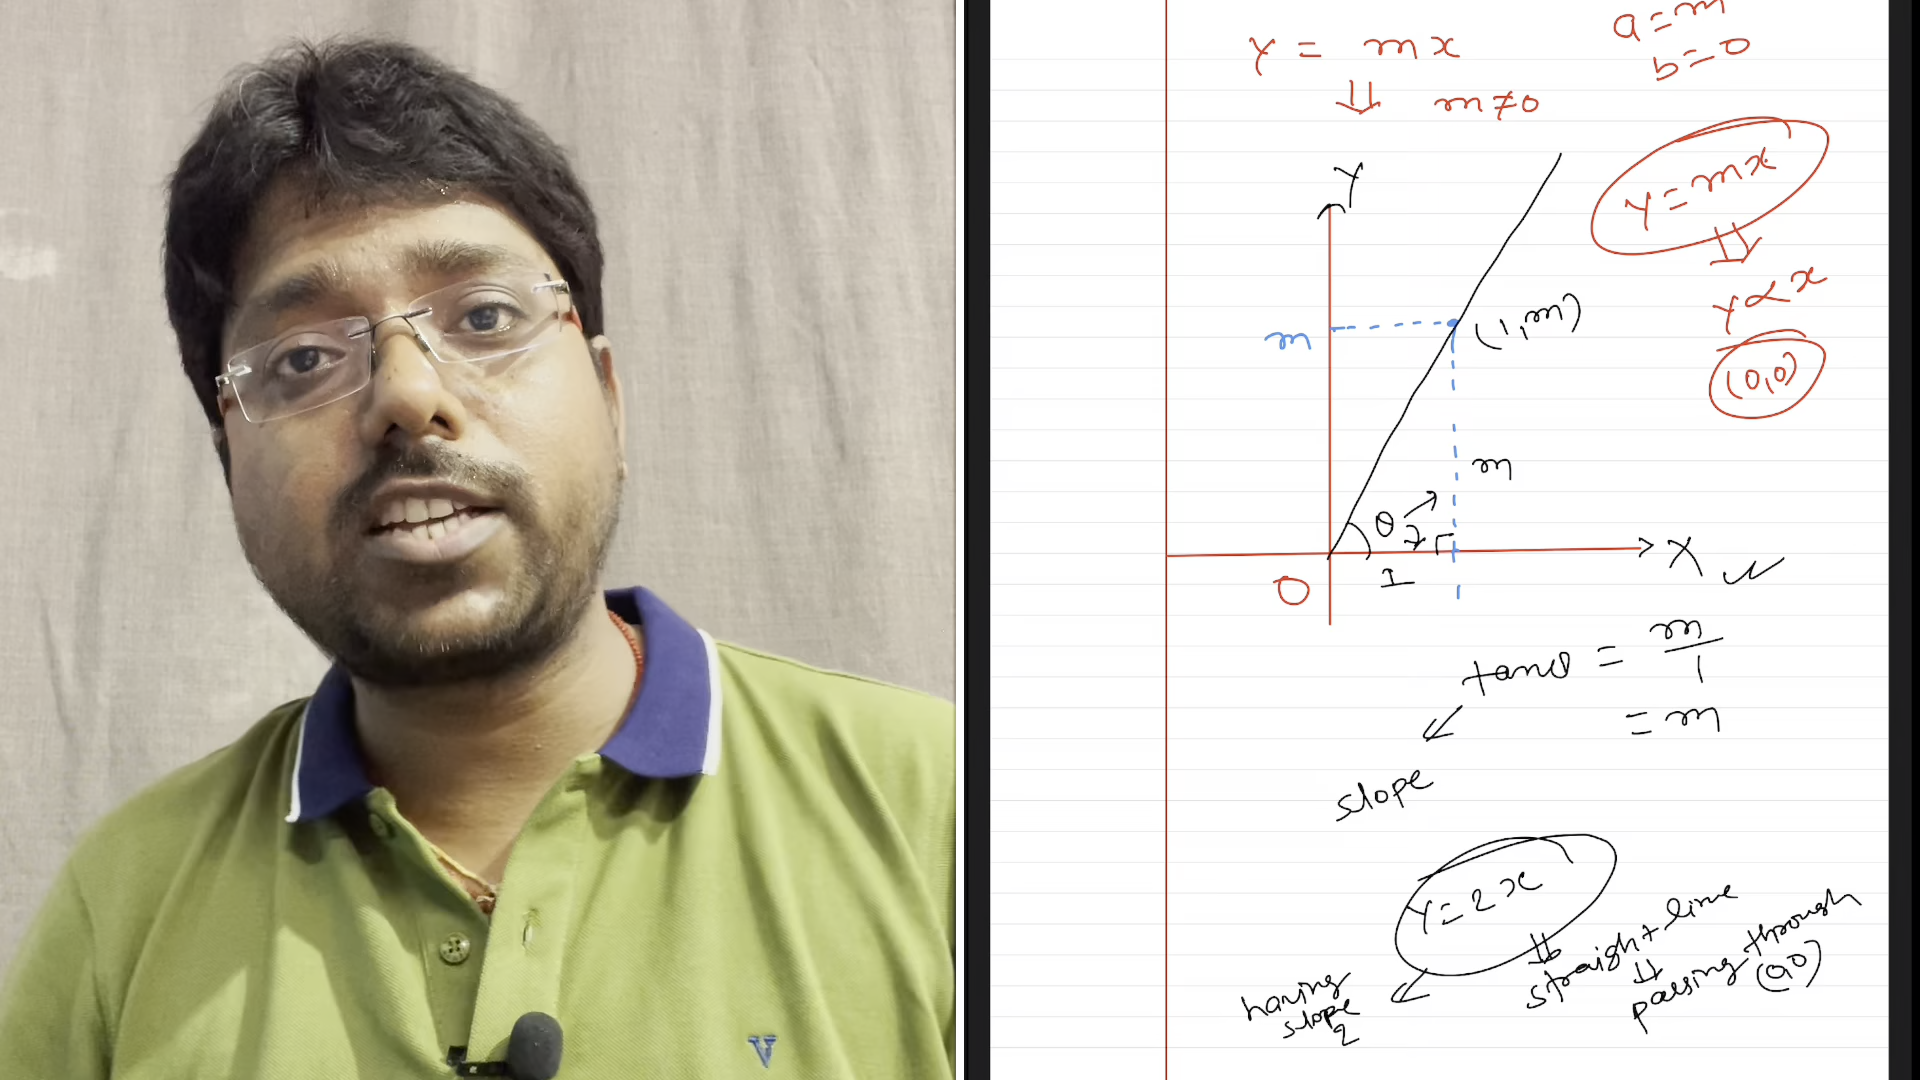 a=m
b=0
Y = mx
m≠0
Y
Y=mx
Y∝x
(0,0)
m
(1,m)
m
θ
1
X
O
tanθ = m/1
= m
slope
Y=2x
straight line
passing through
(0,0)
having
slope
2
V